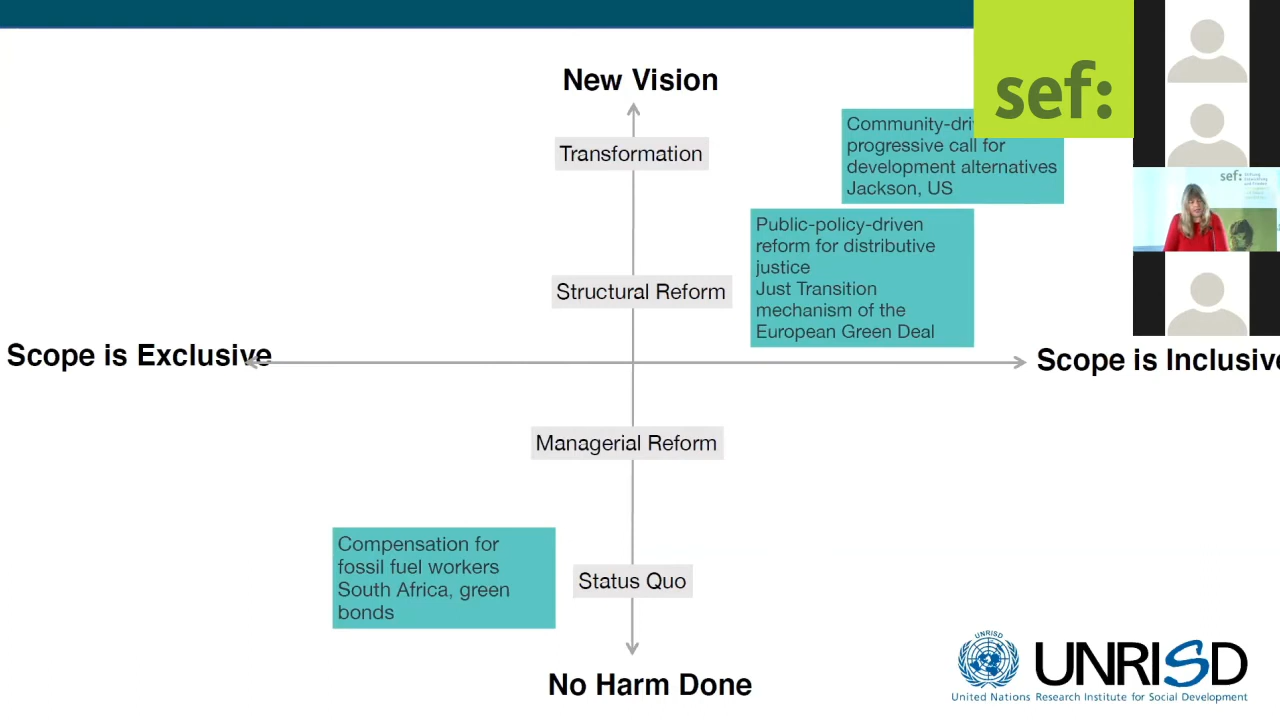 New Vision
sef:
Transformation
progressive call for
development alternatives
Jackson, US
sef:
Public-policy-driven
reform for distributive
justice
Just Transition
mechanism of the
European Green Deal
Structural Reform
Scope is Exclusive
Scope is
Managerial Reform
Compensation for
fossil fuel workers
South Africa, green
bonds
Status Quo
No Harm Done
UNRISD
UNRISD
United Nations Research Institute for Social Development